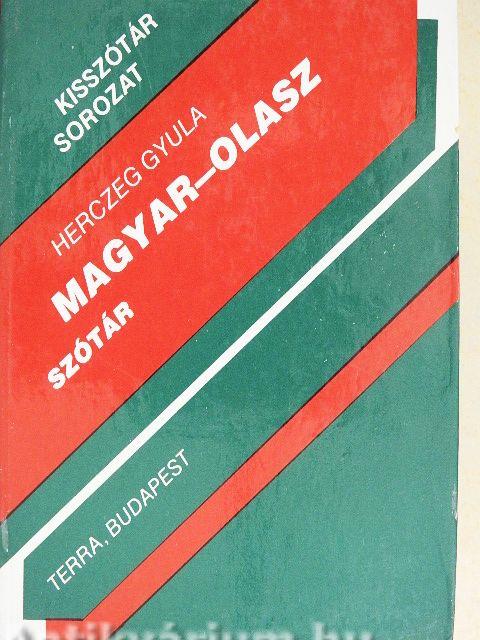 KISSZÓTÁR
SOROZAT
HERCZEG GYULA
MAGYAR–OLASZ
SZÓTÁR
TERRA, BUDAPEST